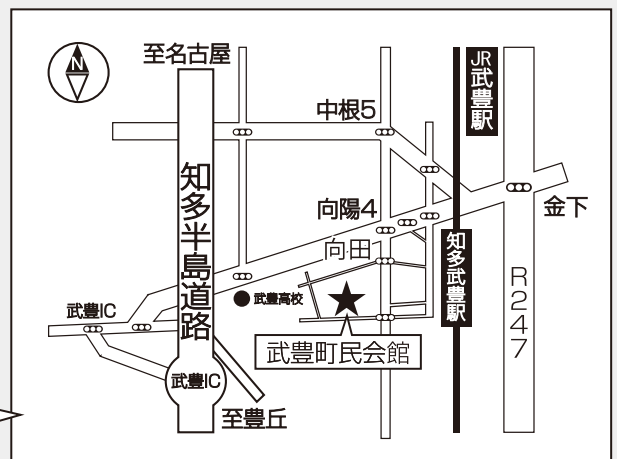 N
至名古屋
JR武豊駅
中根5
知多半島道路
向陽4
金下
向田
知多武豊駅
R247
武豊IC
武豊高校
武豊町民会館
武豊IC
至豊丘